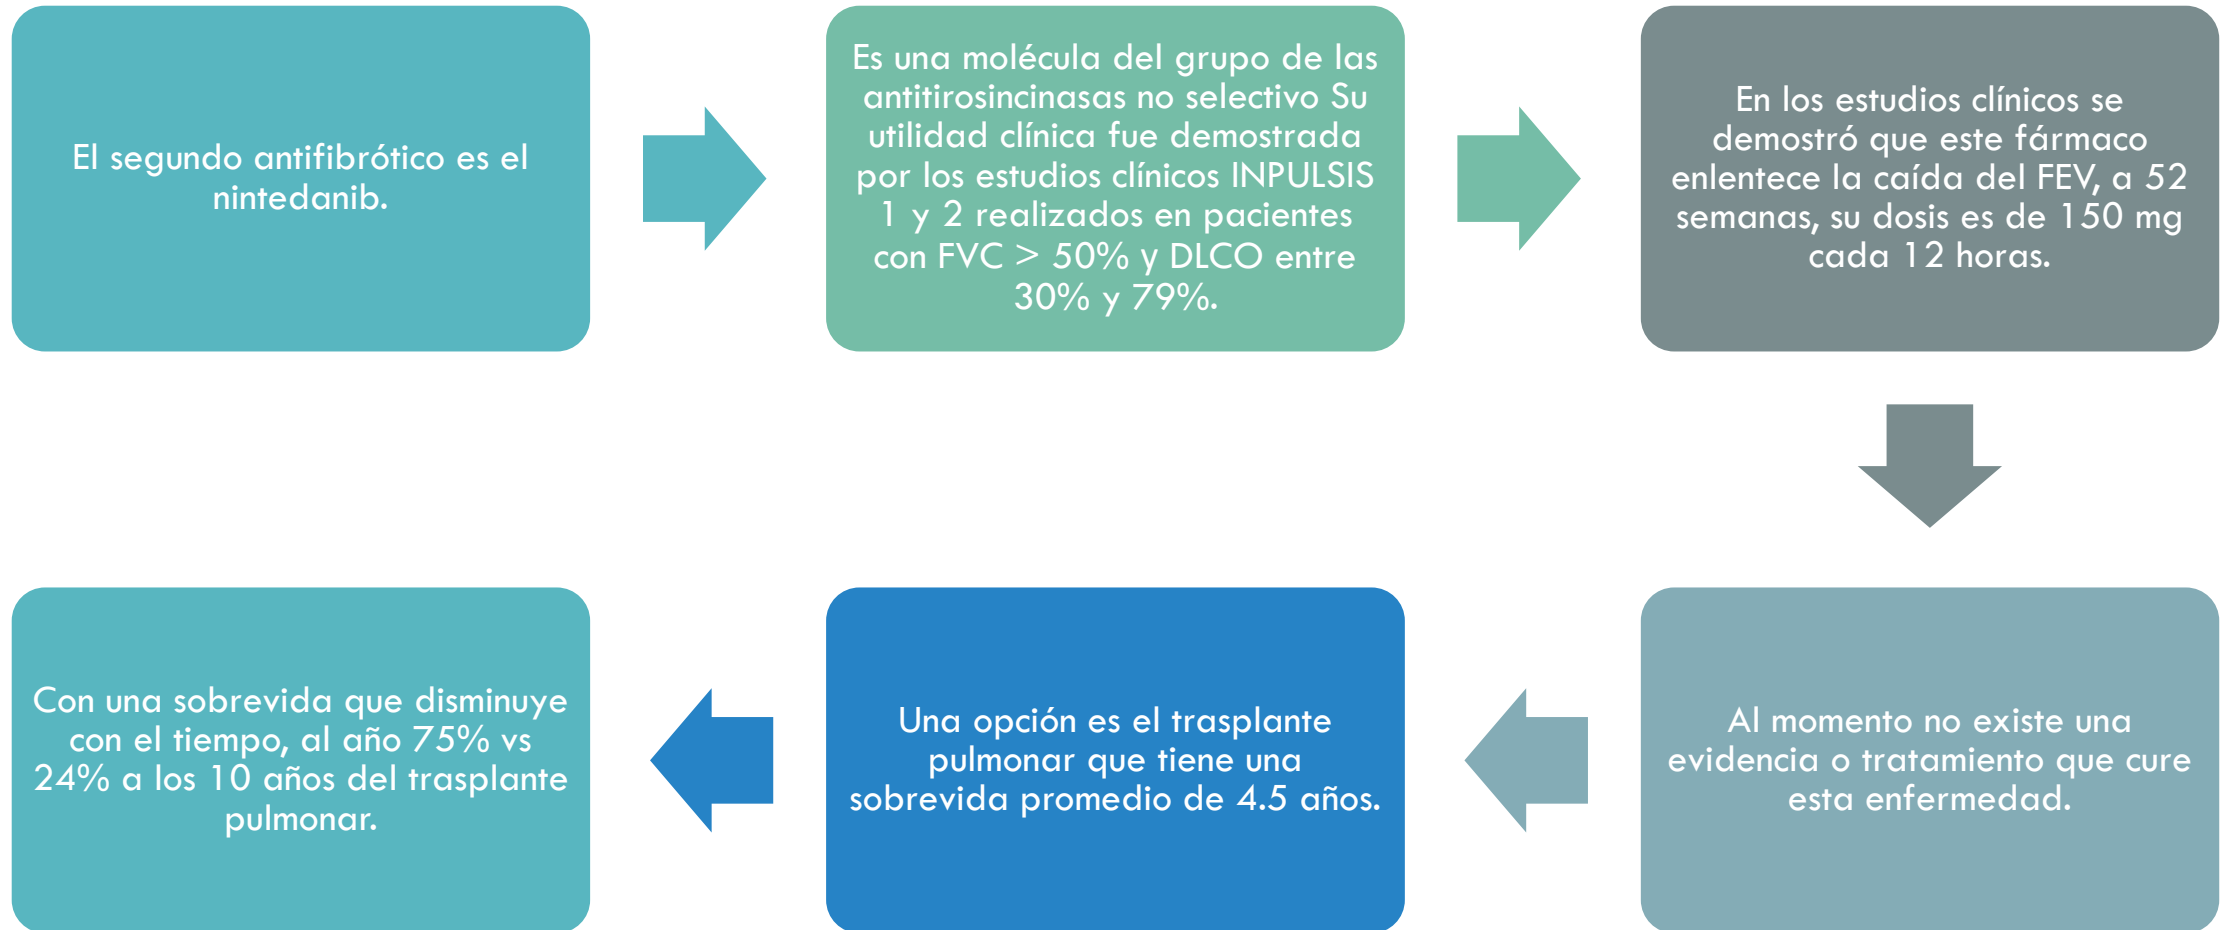 El segundo antifibrótico es el
nintedanib.
Es una molécula del grupo de las
antitirosincinasas no selectivo Su
utilidad clínica fue demostrada
por los estudios clínicos INPULSIS
1 y 2 realizados en pacientes
con FVC > 50% y DLCO entre
30% y 79%.
En los estudios clínicos se
demostró que este fármaco
enlentece la caída del FEV, a 52
semanas, su dosis es de 150 mg
cada 12 horas.
Al momento no existe una
evidencia o tratamiento que cure
esta enfermedad.
Una opción es el trasplante
pulmonar que tiene una
sobrevida promedio de 4.5 años.
Con una sobrevida que disminuye
con el tiempo, al año 75% vs
24% a los 10 años del trasplante
pulmonar.